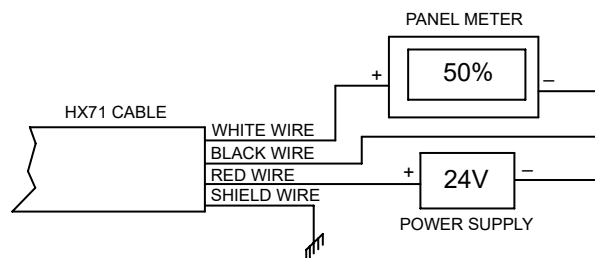 PANEL METER
+
50%
–
HX71 CABLE
WHITE WIRE
BLACK WIRE
RED WIRE
+
24V
–
SHIELD WIRE
POWER SUPPLY